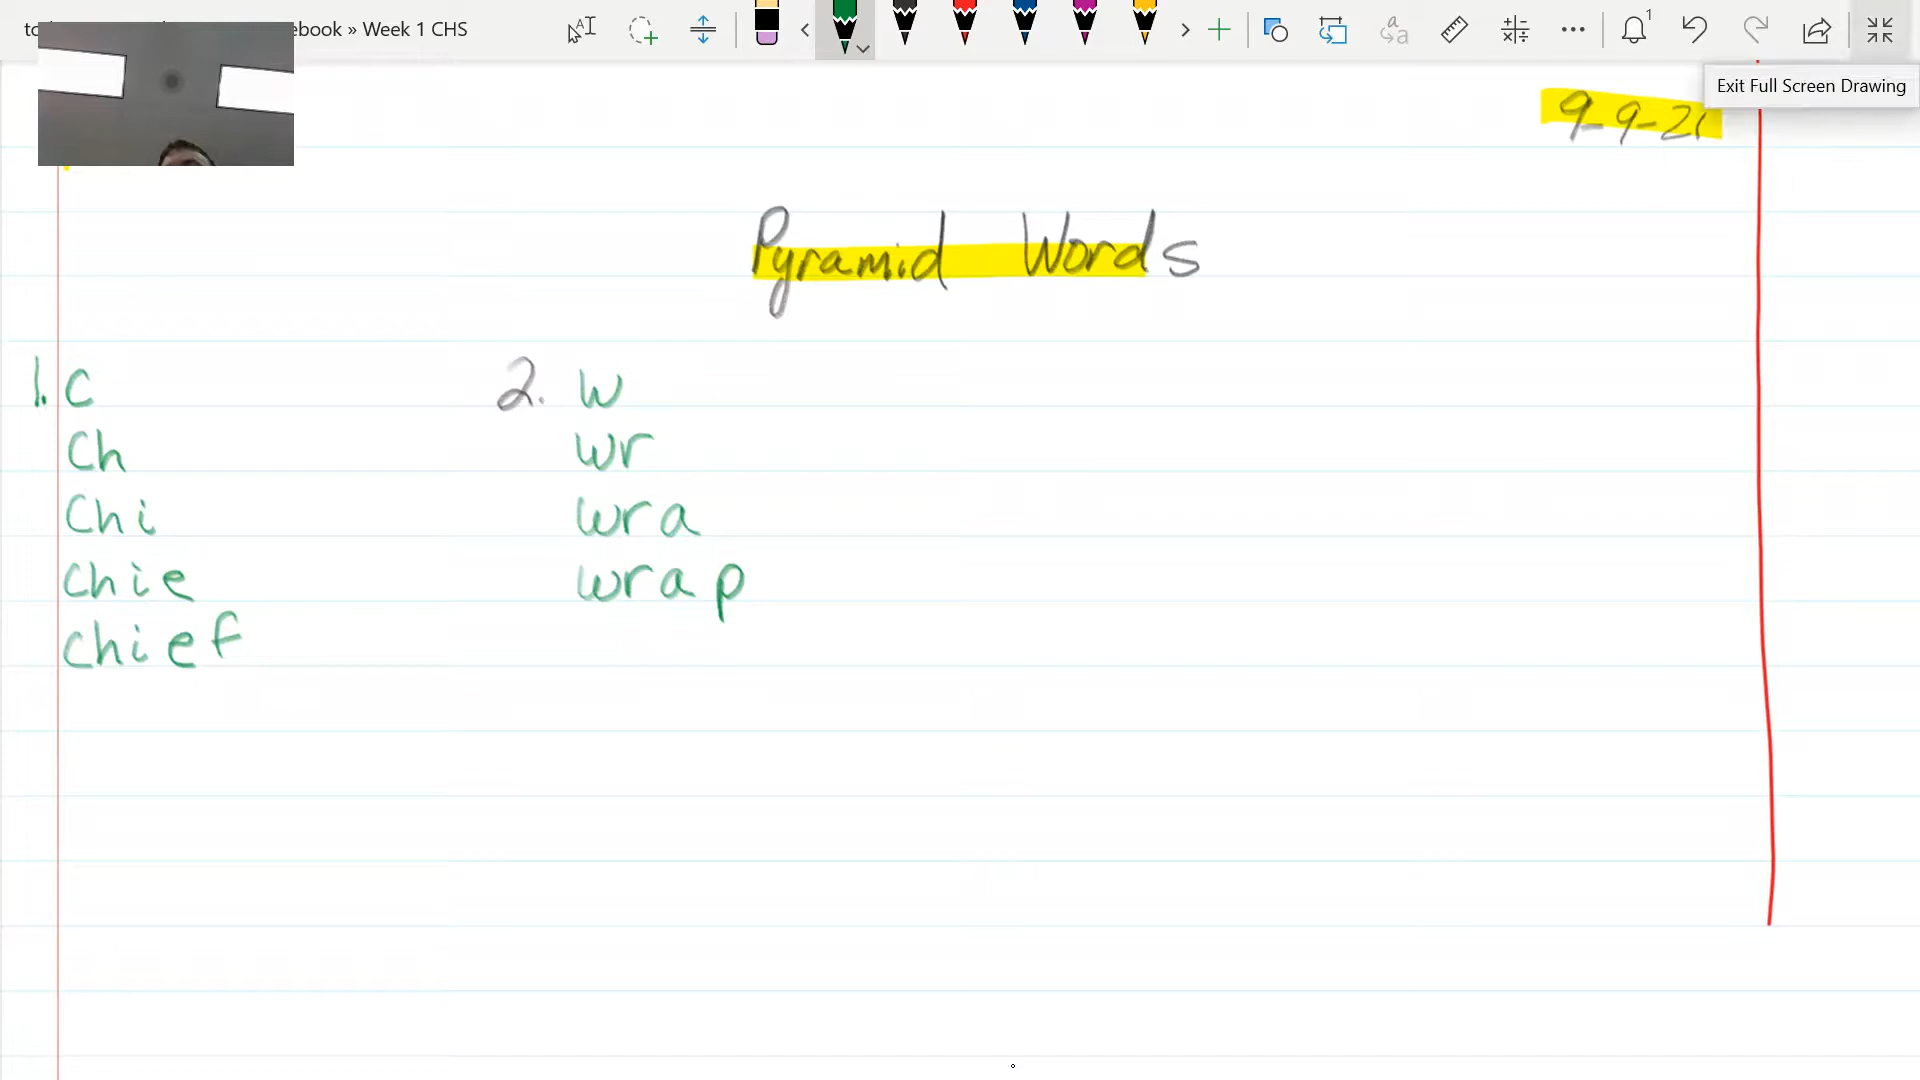 ebook » Week 1 CHS
Exit Full Screen Drawing
9-9-21
Pyramid Words
1. C
Ch
Chi
Chie
Chief
2. w
wr
wra
wrap